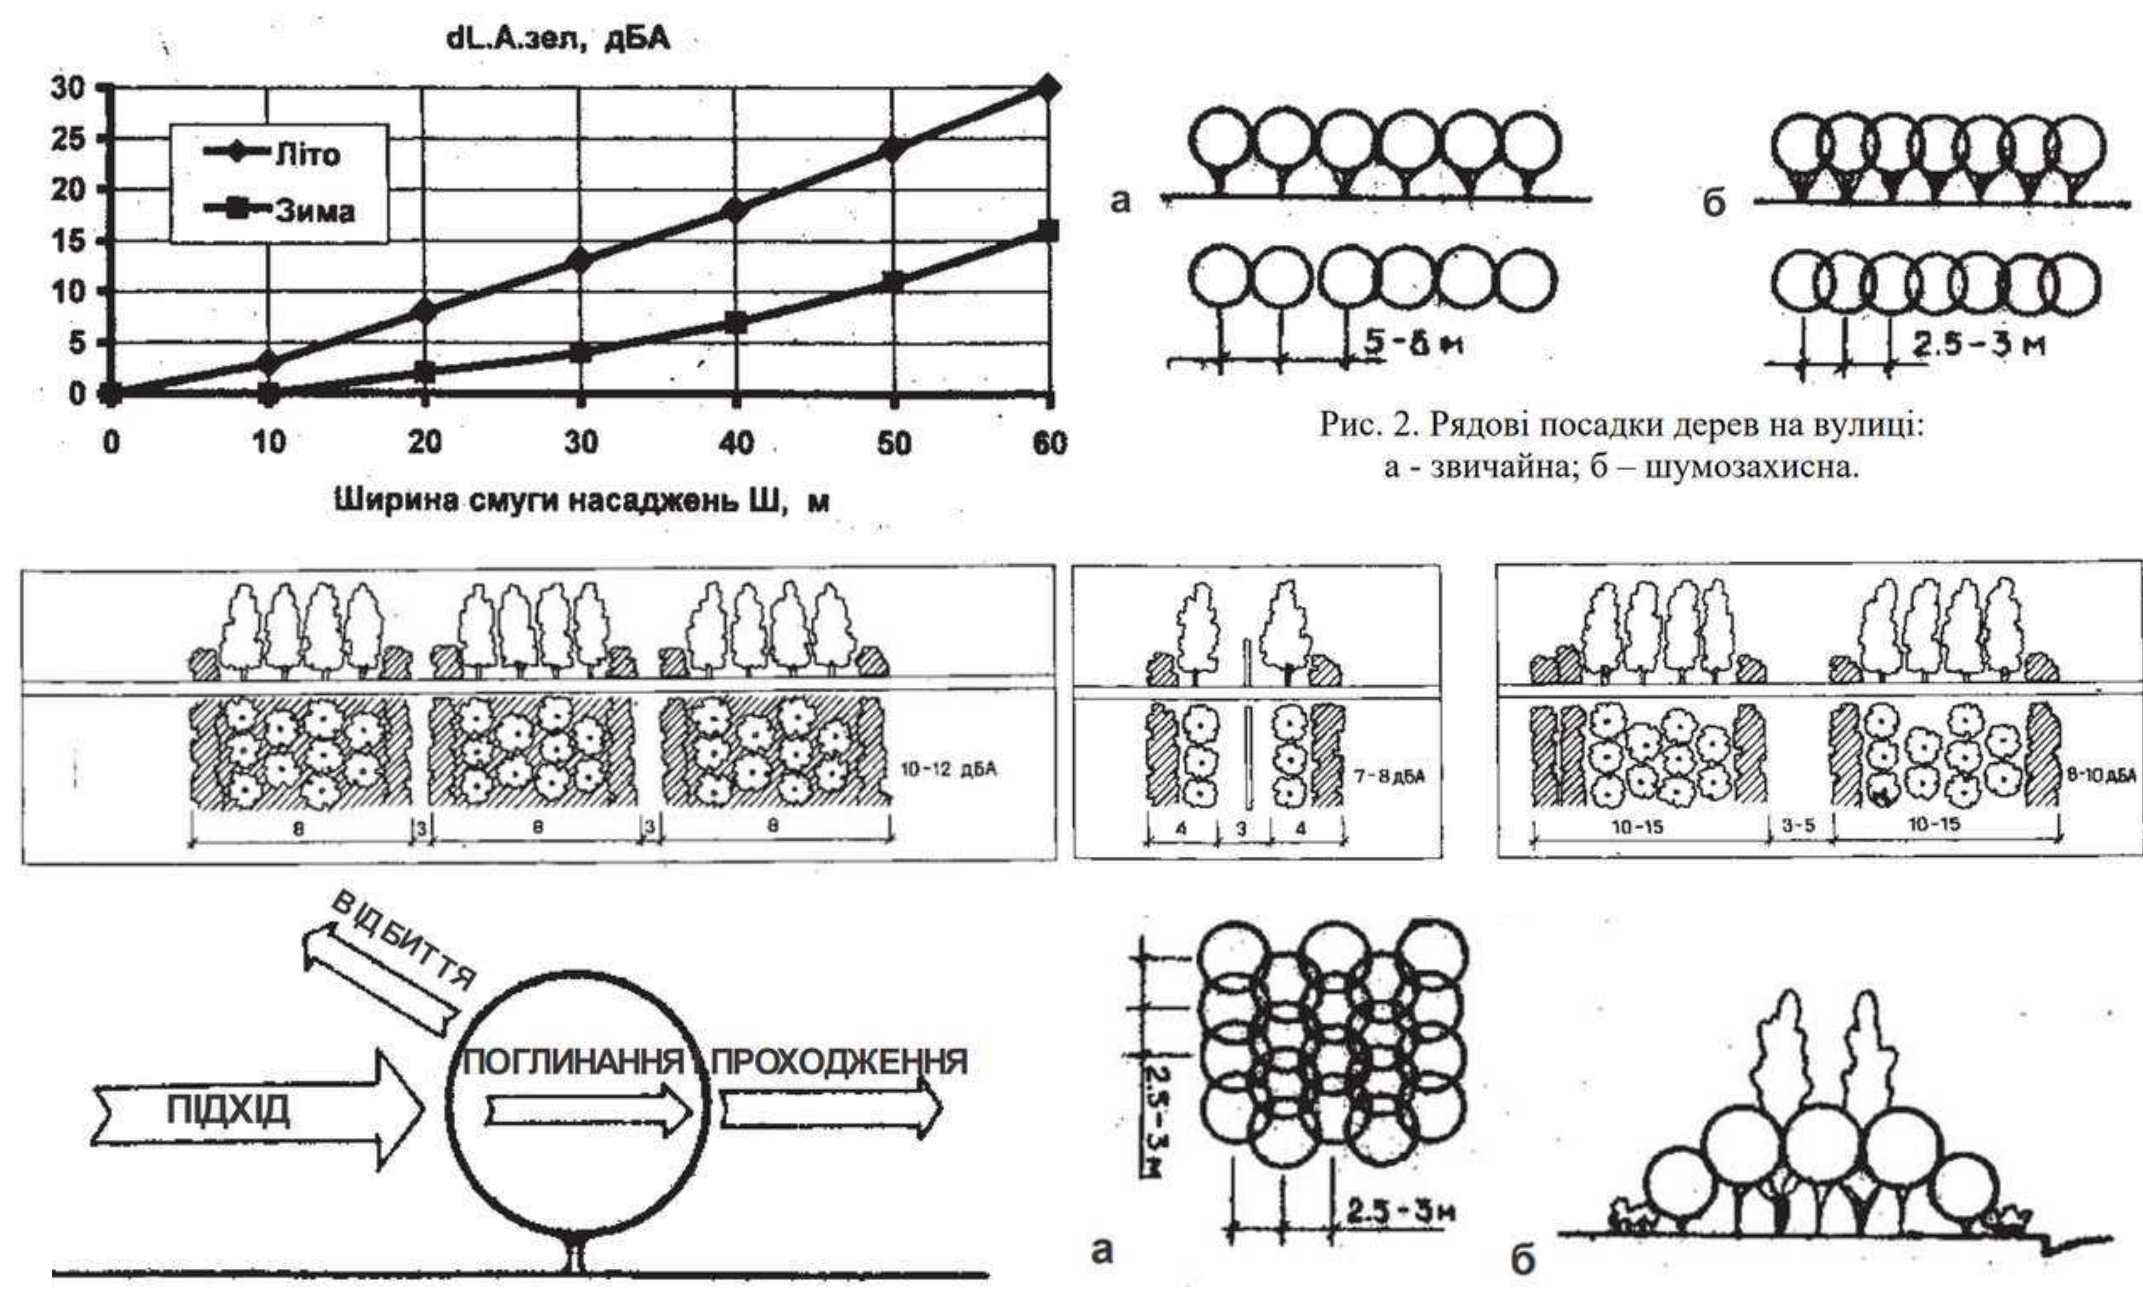 dL.A.зел, дБА
30
25
20
15
10
5
0
Літо
Зима
0 10 20 30 40 50 60
Ширина смуги насаджень Ш, м
а
5-6 м
б
2.5-3 м
Рис. 2. Рядові посадки дерев на вулиці:
а - звичайна; б – шумозахисна.
10-12 дБА
8 3 8 3 8
7-8 дБА
4 3 4
8-10 дБА
10-15 3-5 10-15
ВІДБИТТЯ
ПІДХІД
ПОГЛИНАННЯ
ПРОХОДЖЕННЯ
2.5-3 м
2.5-3 м
а
б